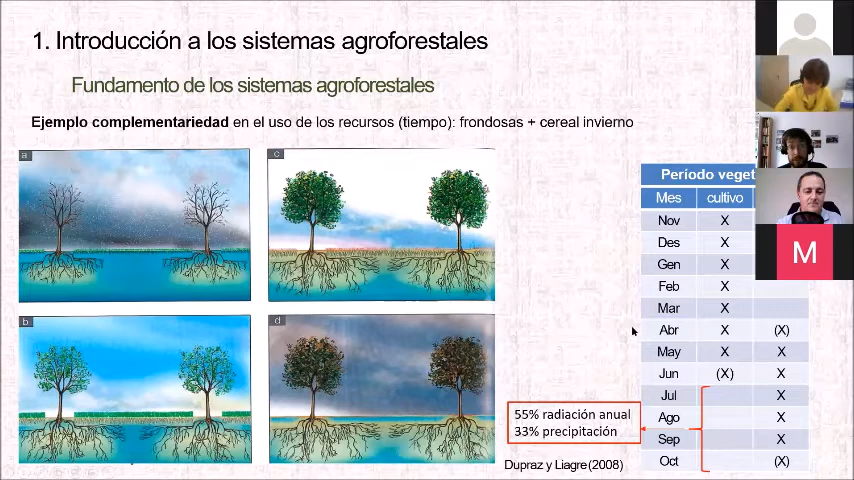 1. Introducción a los sistemas agroforestales
Fundamento de los sistemas agroforestales
Ejemplo complementariedad en el uso de los recursos (tiempo): frondosas + cereal invierno
a
c
b
d
Período veget
Mes cultivo
Nov X
Des X
Gen X
Feb X
Mar X
Abr X (X)
May X X
Jun (X) X
Jul X
Ago X
Sep X
Oct (X)
55% radiación anual
33% precipitación
Dupraz y Liagre (2008)
M